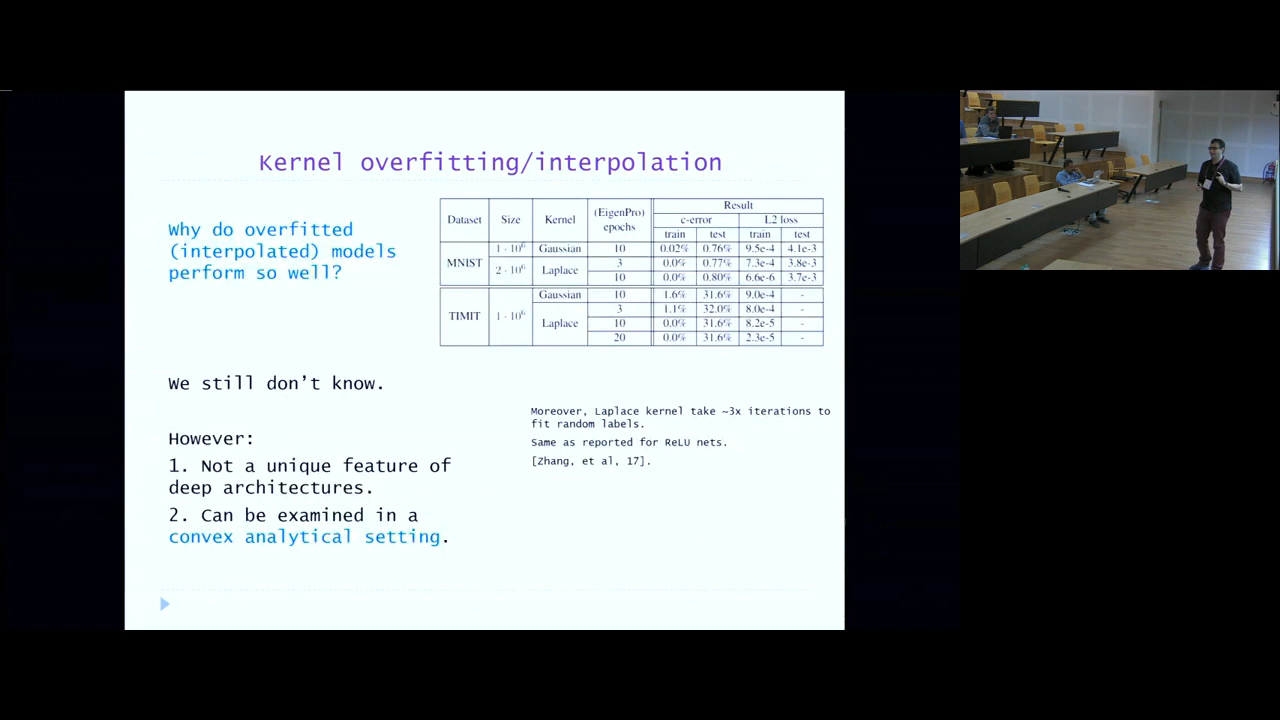 Kernel overfitting/interpolation
Why do overfitted
(interpolated) models
perform so well?
Dataset Size Kernel (EigenPro) epochs Result
c-error L2 loss
train test train test
MNIST 1 · 10⁶ Gaussian 10 0.02% 0.76% 9.5e-4 4.1e-3
2 · 10⁶ Laplace 3 0.0% 0.77% 7.3e-4 3.8e-3
10 0.0% 0.80% 6.6e-6 3.7e-3
TIMIT 1 · 10⁶ Gaussian 10 1.6% 31.6% 9.0e-4 -
Laplace 3 1.1% 32.0% 8.0e-4 -
10 0.0% 31.6% 8.2e-5 -
20 0.0% 31.6% 2.3e-5 -
We still don't know.
However:
1. Not a unique feature of
deep architectures.
2. Can be examined in a
convex analytical setting.
Moreover, Laplace kernel take ~3x iterations to
fit random labels.
Same as reported for ReLU nets.
[Zhang, et al, 17].